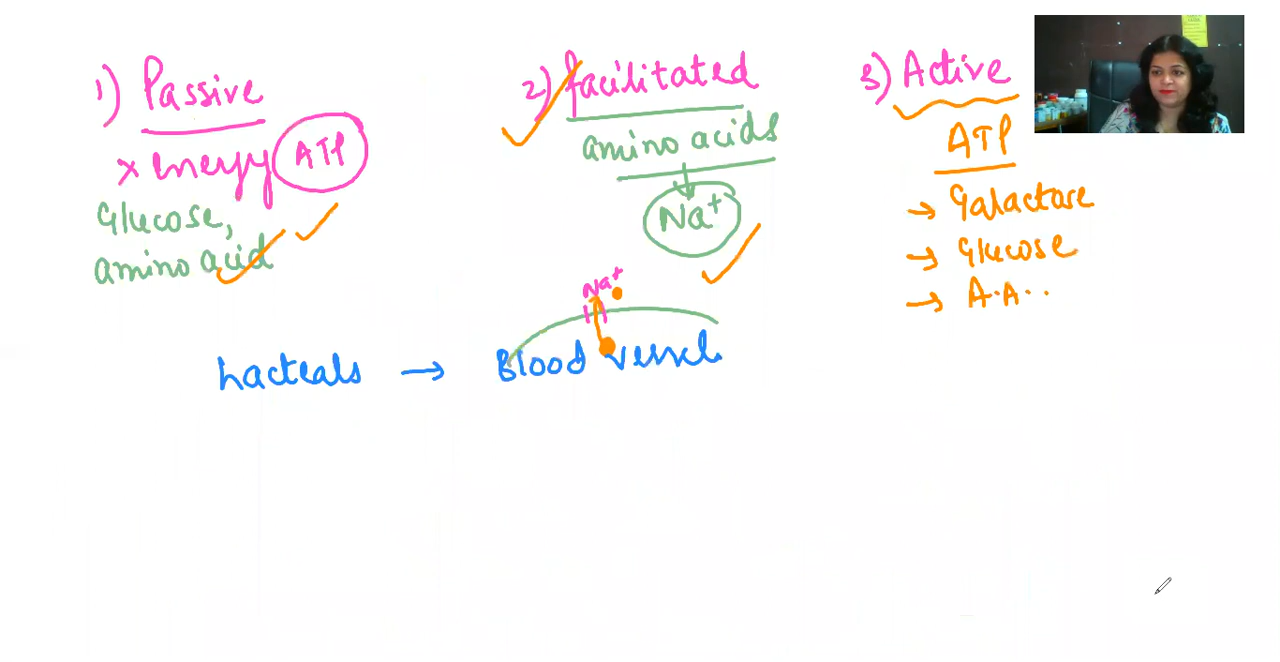 1) Passive
x energy ATP
Glucose,
amino acid
2) facilitated
amino acids
Na+
Na+
3) Active
ATP
→ Galactose
→ Glucose
→ A.A..
Lacteals → Blood vessels